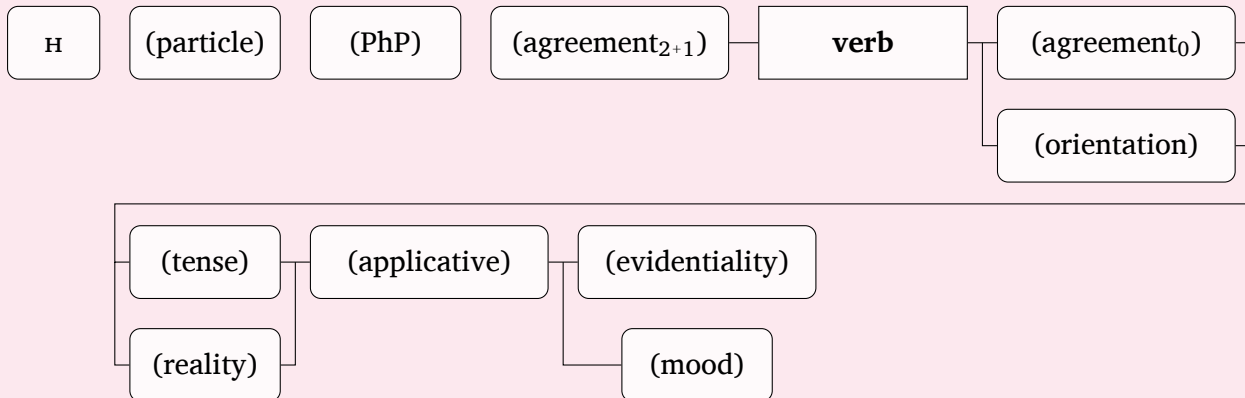 н (particle) (PhP) (agreement₂₊₁) verb (agreement₀)
(orientation)
(tense) (applicative) (evidentiality)
(reality) (mood)